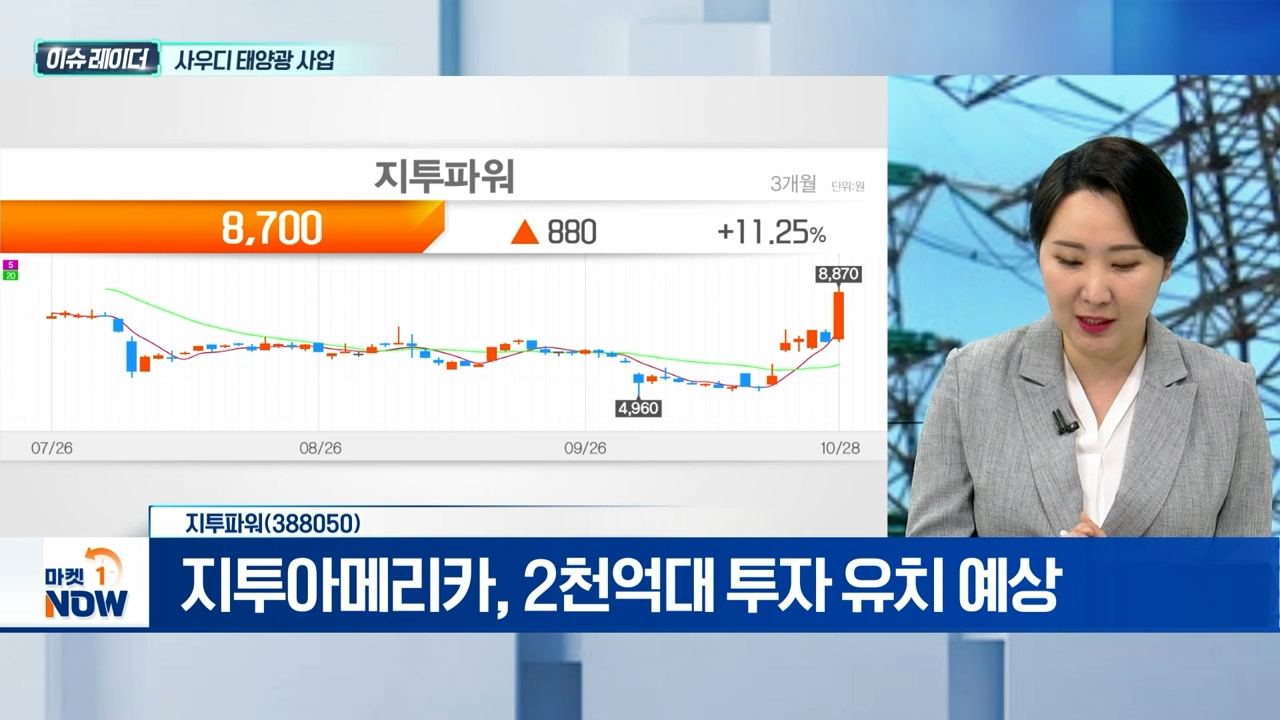 이슈 레이더 사우디 태양광 사업
지투파워
3개월 단위:원
8,700 ▲ 880 +11.25%
5
20
8,870
4,960
07/26 08/26 09/26 10/28
지투파워(388050)
마켓 1
NOW
지투아메리카, 2천억대 투자 유치 예상